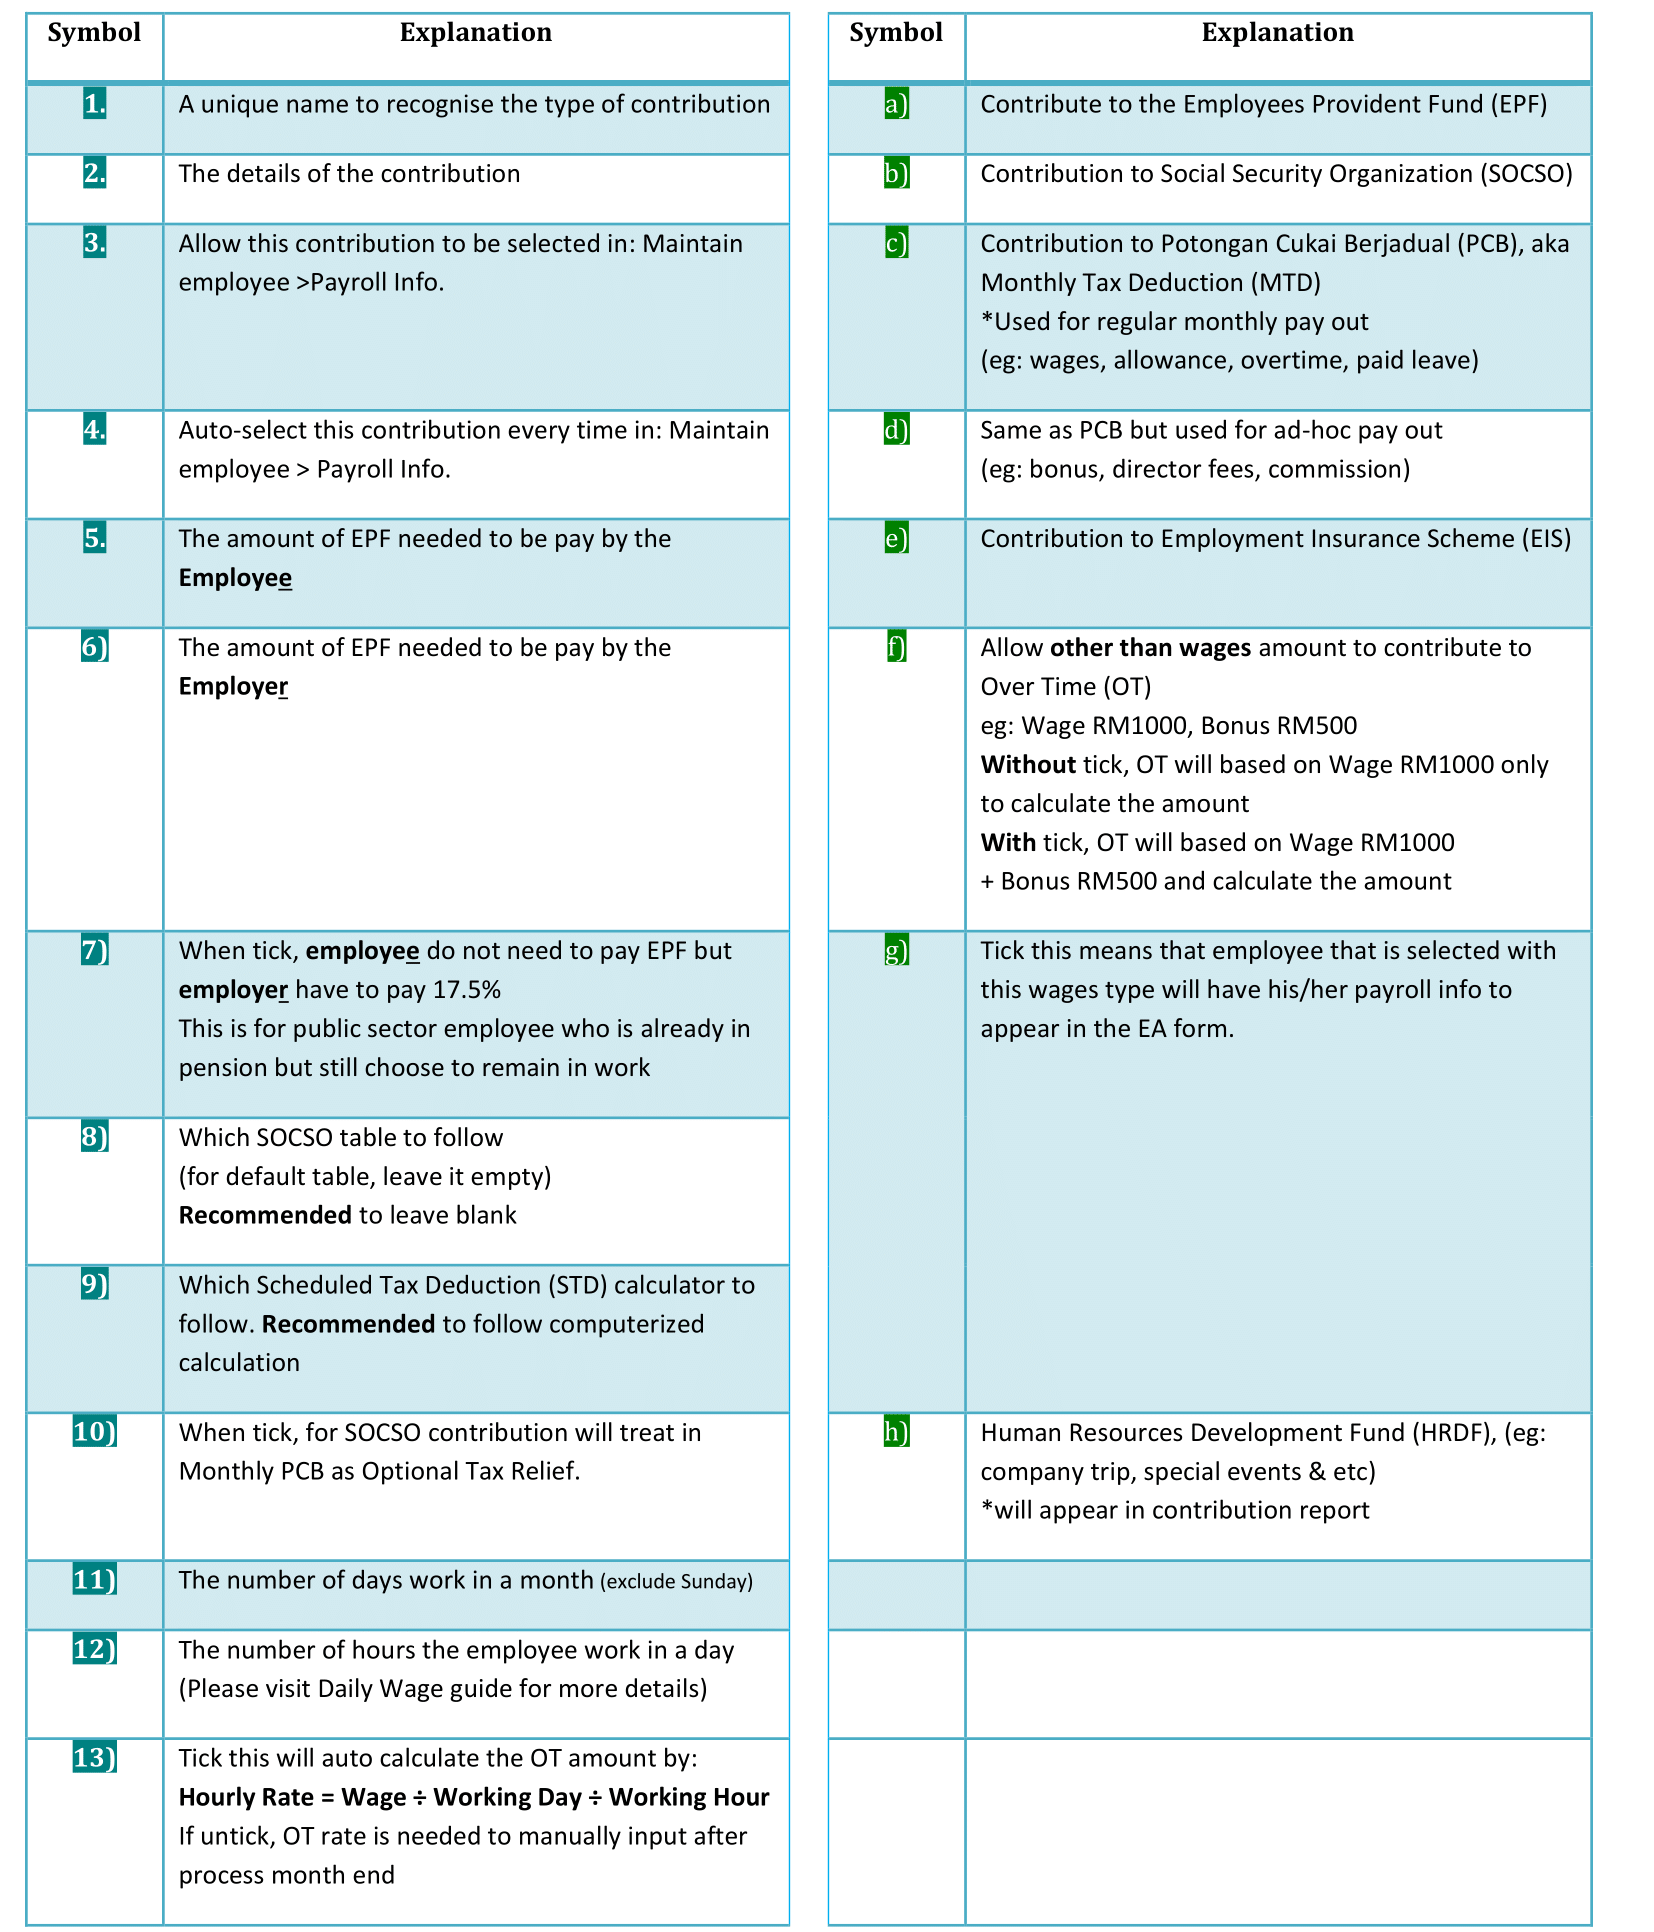 Symbol
Explanation
1.
A unique name to recognise the type of contribution
2.
The details of the contribution
3.
Allow this contribution to be selected in: Maintain
employee >Payroll Info.
4.
Auto-select this contribution every time in: Maintain
employee > Payroll Info.
5.
The amount of EPF needed to be pay by the
Employee
6)
The amount of EPF needed to be pay by the
Employer
7)
When tick, employee do not need to pay EPF but
employer have to pay 17.5%
This is for public sector employee who is already in
pension but still choose to remain in work
8)
Which SOCSO table to follow
(for default table, leave it empty)
Recommended to leave blank
9)
Which Scheduled Tax Deduction (STD) calculator to
follow. Recommended to follow computerized
calculation
10)
When tick, for SOCSO contribution will treat in
Monthly PCB as Optional Tax Relief.
11)
The number of days work in a month (exclude Sunday)
12)
The number of hours the employee work in a day
(Please visit Daily Wage guide for more details)
13)
Tick this will auto calculate the OT amount by:
Hourly Rate = Wage ÷ Working Day ÷ Working Hour
If untick, OT rate is needed to manually input after
process month end
Symbol
Explanation
a)
Contribute to the Employees Provident Fund (EPF)
b)
Contribution to Social Security Organization (SOCSO)
c)
Contribution to Potongan Cukai Berjadual (PCB), aka
Monthly Tax Deduction (MTD)
*Used for regular monthly pay out
(eg: wages, allowance, overtime, paid leave)
d)
Same as PCB but used for ad-hoc pay out
(eg: bonus, director fees, commission)
e)
Contribution to Employment Insurance Scheme (EIS)
f)
Allow other than wages amount to contribute to
Over Time (OT)
eg: Wage RM1000, Bonus RM500
Without tick, OT will based on Wage RM1000 only
to calculate the amount
With tick, OT will based on Wage RM1000
+ Bonus RM500 and calculate the amount
g)
Tick this means that employee that is selected with
this wages type will have his/her payroll info to
appear in the EA form.
h)
Human Resources Development Fund (HRDF), (eg:
company trip, special events & etc)
*will appear in contribution report